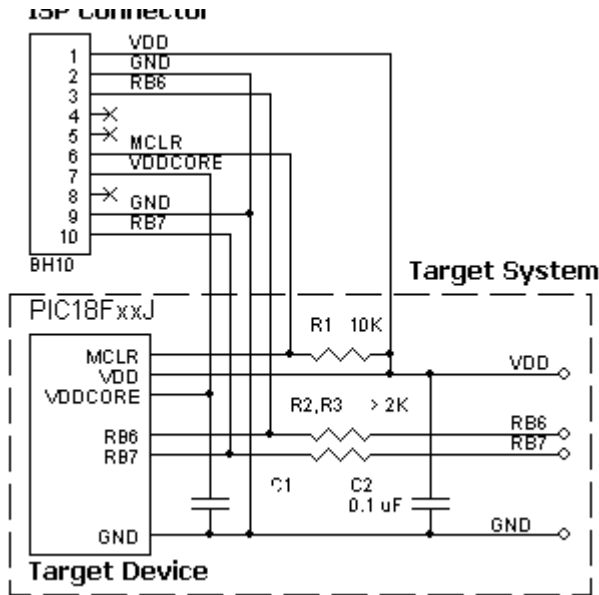 ISP Connector
1 VDD
2 GND
3 RB6
4
5
6 MCLR
7 VDDCORE
8
9 GND
10 RB7
BH10
Target System
PIC18FxxJ
R1 10K
MCLR
VDD
VDD
VDDCORE
R2,R3 > 2K
RB6
RB6
RB7
RB7
C1 C2
0.1 uF
GND
GND
Target Device